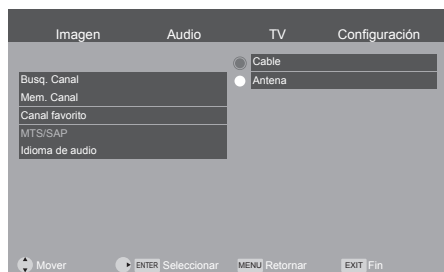 Imagen Audio TV Configuración
Cable
Antena
Busq. Canal
Mem. Canal
Canal favorito
MTS/SAP
Idioma de audio
Mover ENTER Seleccionar MENU Retornar EXIT Fin